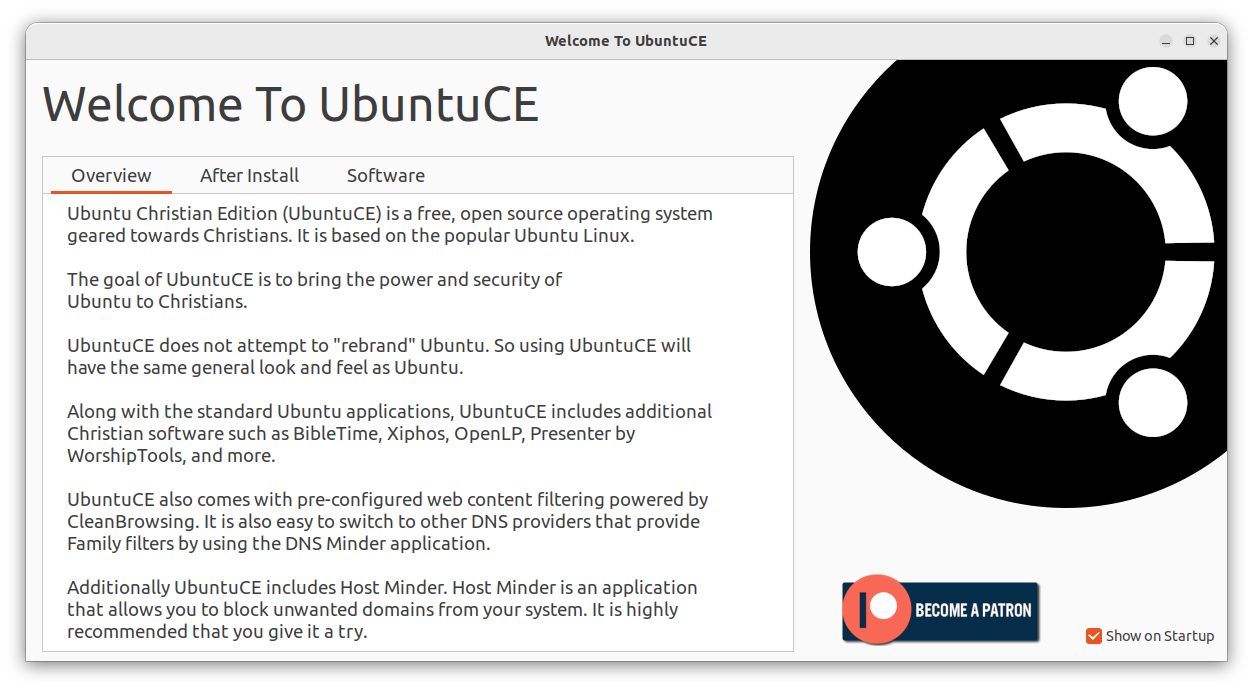 Welcome To UbuntuCE
Welcome To UbuntuCE
Overview After Install Software
Ubuntu Christian Edition (UbuntuCE) is a free, open source operating system
geared towards Christians. It is based on the popular Ubuntu Linux.
The goal of UbuntuCE is to bring the power and security of
Ubuntu to Christians.
UbuntuCE does not attempt to "rebrand" Ubuntu. So using UbuntuCE will
have the same general look and feel as Ubuntu.
Along with the standard Ubuntu applications, UbuntuCE includes additional
Christian software such as BibleTime, Xiphos, OpenLP, Presenter by
WorshipTools, and more.
UbuntuCE also comes with pre-configured web content filtering powered by
CleanBrowsing. It is also easy to switch to other DNS providers that provide
Family filters by using the DNS Minder application.
Additionally UbuntuCE includes Host Minder. Host Minder is an application
that allows you to block unwanted domains from your system. It is highly
recommended that you give it a try.
BECOME A PATRON
Show on Startup